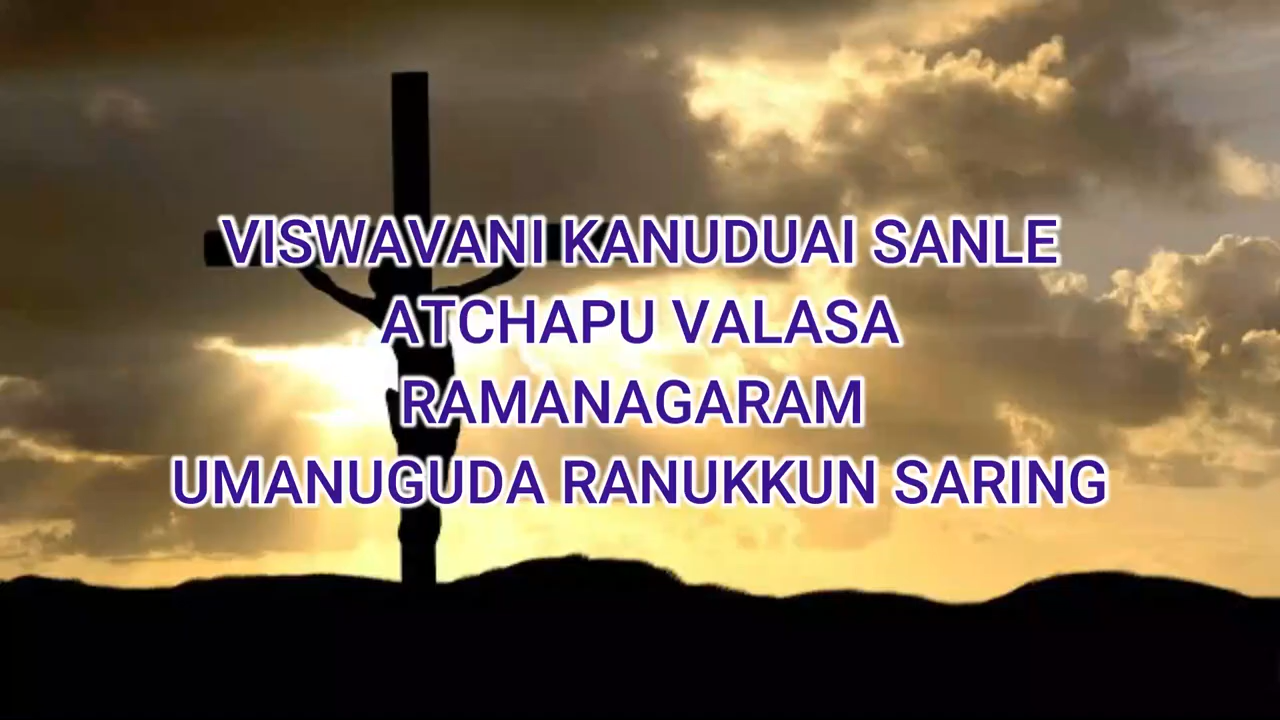 VISWAVANI KANUDUAI SANLE
ATCHAPU VALASA
RAMANAGARAM
UMANUGUDA RANUKKUN SARING